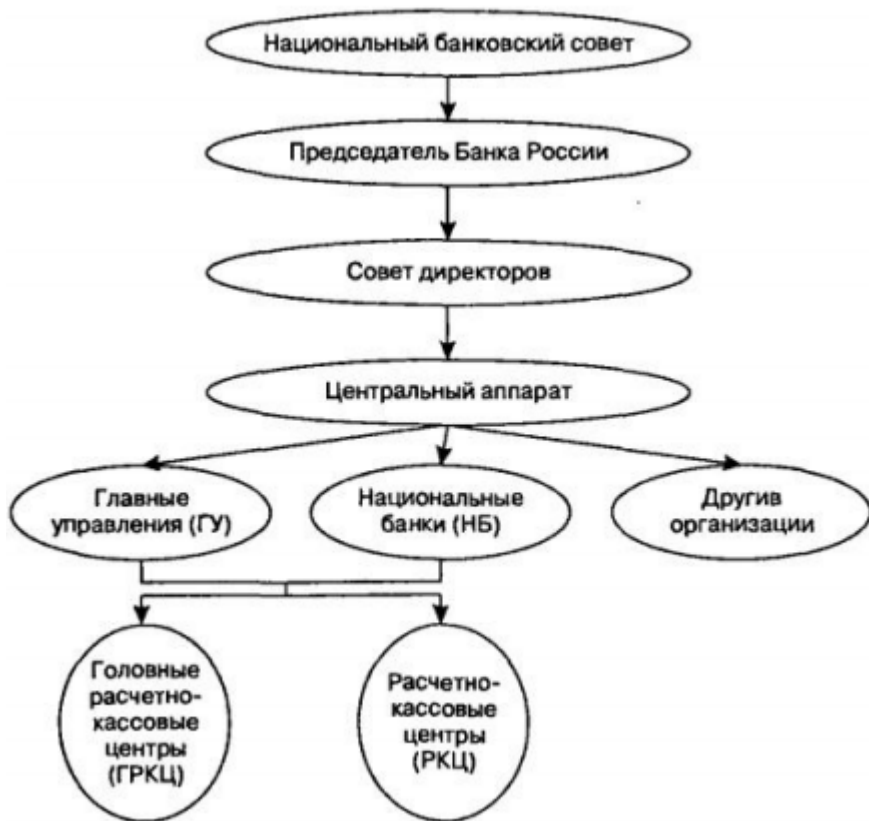 Национальный банковский совет
Председатель Банка России
Совет директоров
Центральный аппарат
Главные
управления (ГУ)
Национальные
банки (НБ)
Другив
организации
Головные
расчетно-
кассовые
центры
(ГРКЦ)
Расчетно-
кассовые
центры
(РКЦ)